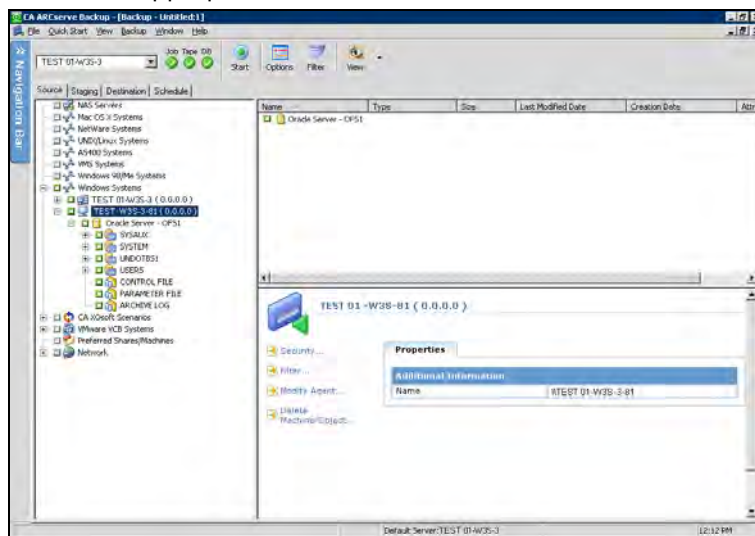 CA ARCserve Backup - [Backup - Untitled:1]
File Quick Start View Backup Window Help
TEST 01-W3S-3
Job Tape DB
Start Options Filter View
Navigation Bar
Source Staging Destination Schedule
NAS Servers
Mac OS X Systems
NetWare Systems
UNIX/Linux Systems
AS400 Systems
VMS Systems
Windows 98/Me Systems
Windows Systems
TEST 01-W3S-3 ( 0.0.0.0 )
TEST-W3S-3-81 ( 0.0.0.0 )
Oracle Server - OPS1
SYSAUX
SYSTEM
UNDOTBS1
USERS
CONTROL FILE
PARAMETER FILE
ARCHIVE LOG
CA XOsoft Scenarios
VMware VCB Systems
Preferred Shares/Machines
Network
Name Type Size Last Modified Date Creation Date Attr
Oracle Server - OPS1
TEST 01 -W3S-81 ( 0.0.0.0 )
Security...
Filter...
Modify Agent...
Delete
Machine/Object...
Properties
Additional Information
Name
Default Server:TEST 01-W3S-3
12:12 PM